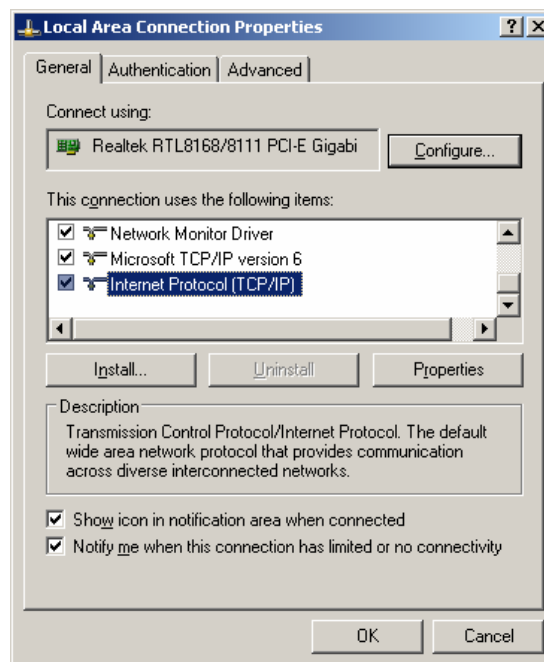 Local Area Connection Properties
General Authentication Advanced
Connect using:
Realtek RTL8168/8111 PCI-E Gigabi Configure...
This connection uses the following items:
Network Monitor Driver
Microsoft TCP/IP version 6
Internet Protocol (TCP/IP)
Install... Uninstall Properties
Description
Transmission Control Protocol/Internet Protocol. The default
wide area network protocol that provides communication
across diverse interconnected networks.
Show icon in notification area when connected
Notify me when this connection has limited or no connectivity
OK Cancel